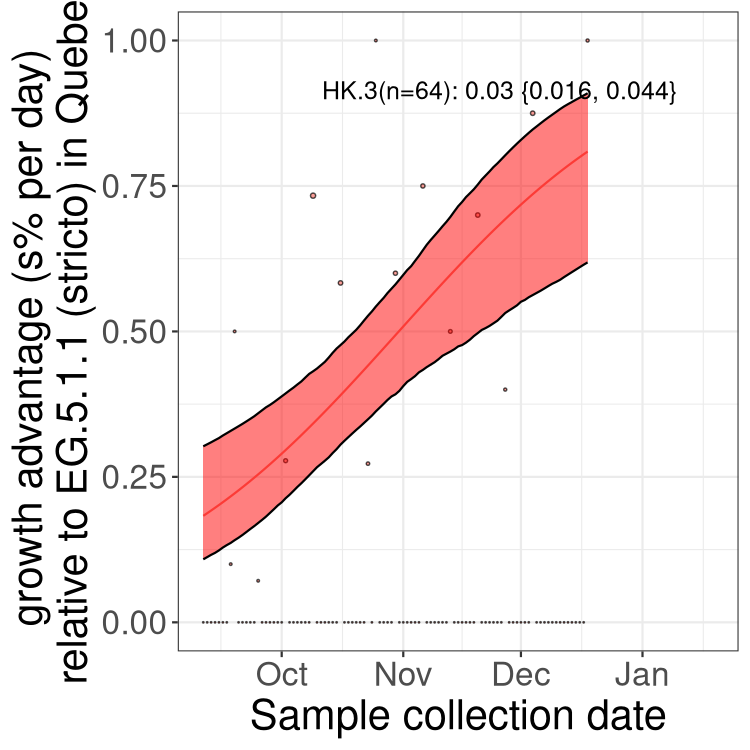 growth advantage (s% per day)
relative to EG.5.1.1 (stricto) in Quebe
1.00
0.75
0.50
0.25
0.00
HK.3(n=64): 0.03 {0.016, 0.044}
Oct Nov Dec Jan
Sample collection date